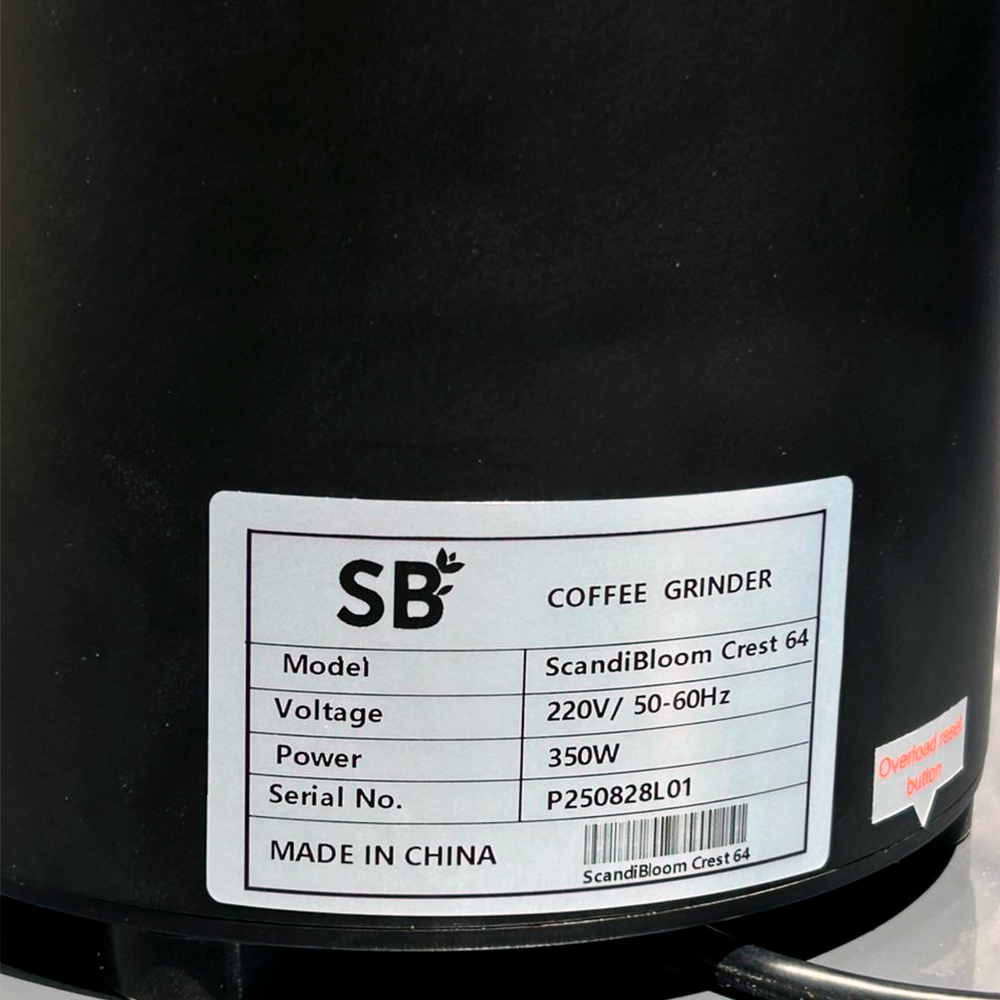 SB
COFFEE GRINDER
Model ScandiBloom Crest 64
Voltage 220V/ 50-60Hz
Power 350W
Serial No. P250828L01
MADE IN CHINA
ScandiBloom Crest 64
Overload reset
button